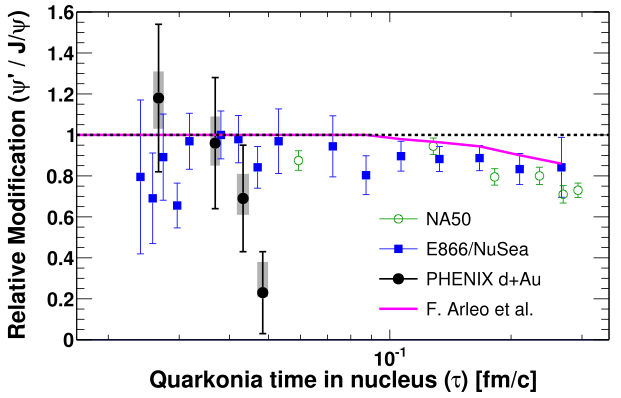 Relative Modification (ψ' / J/ψ)
1.6
1.4
1.2
1
0.8
0.6
0.4
0.2
0
NA50
E866/NuSea
PHENIX d+Au
F. Arleo et al.
10⁻¹
Quarkonia time in nucleus (τ) [fm/c]